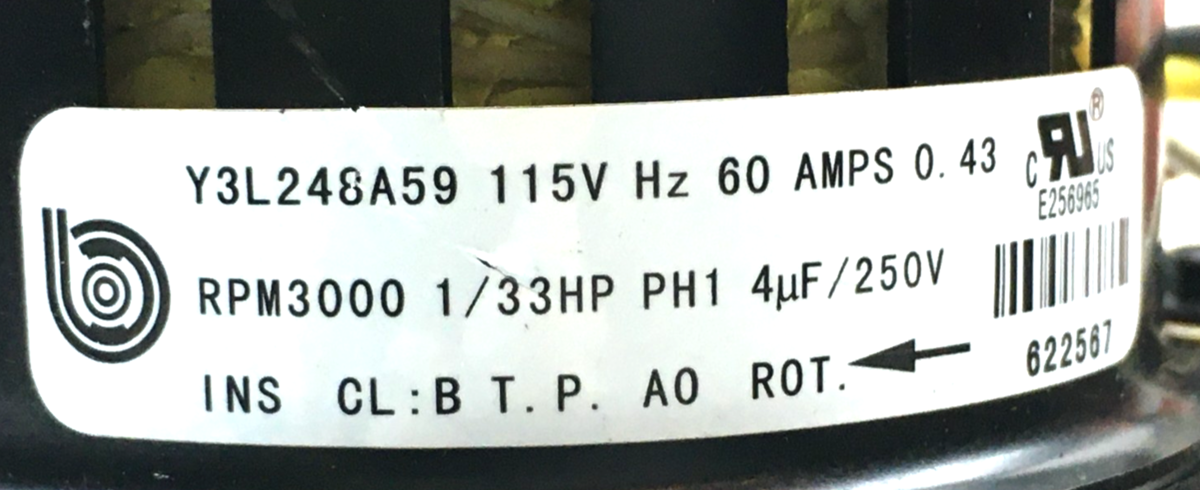 Y3L248A59 115V Hz 60 AMPS 0.43
C RU US ®
E256965
RPM3000 1/33HP PH1 4µF/250V
INS CL:B T.P. AO ROT.
622567